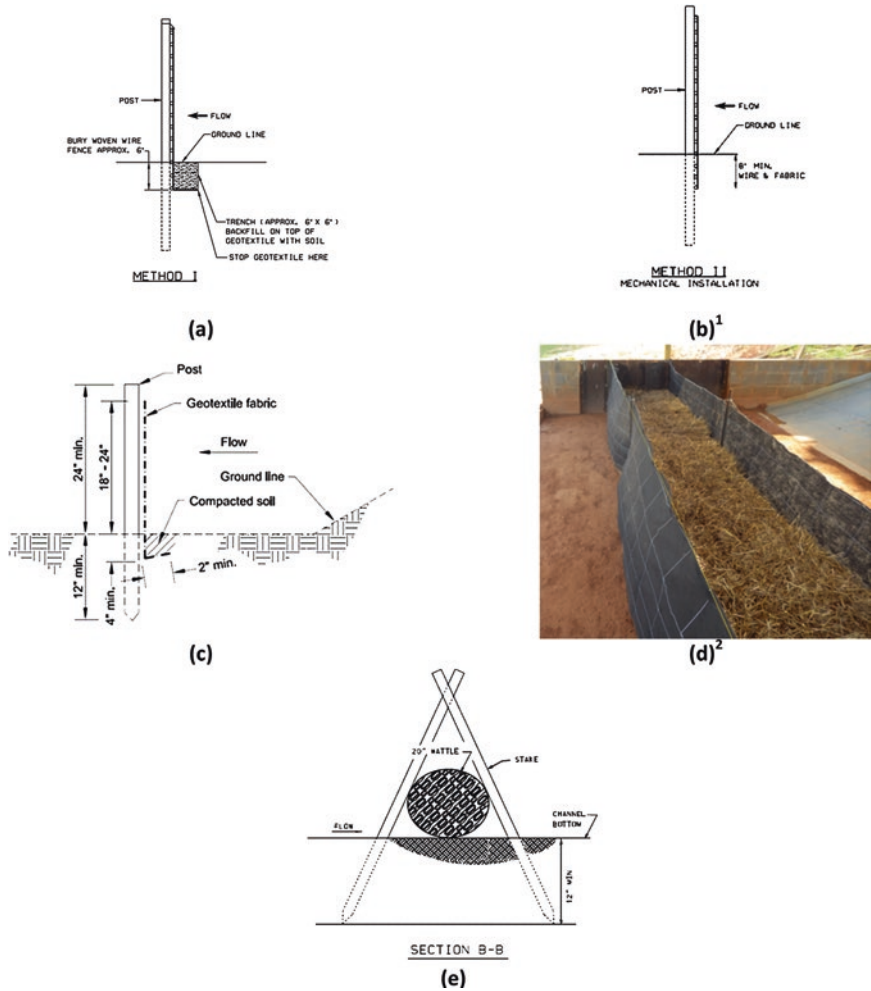 POST
FLOW
GROUND LINE
BURY WOVEN WIRE
FENCE APPROX. 6"
TRENCH (APPROX. 6" X 6")
BACKFILL ON TOP OF
GEOTEXTILE WITH SOIL
STOP GEOTEXTILE HERE
METHOD I
(a)
POST
FLOW
GROUND LINE
WIRE & FABRIC
METHOD II
MECHANICAL INSTALLATION
(b)1
Post
Geotextile fabric
Flow
Ground line
Compacted soil
24" min.
18" - 24"
12" min.
4" min.
2" min.
(c)
(d)2
20" WATTLE
STAKE
FLOW
CHANNEL
BOTTOM
12" MIN
SECTION B-B
(e)